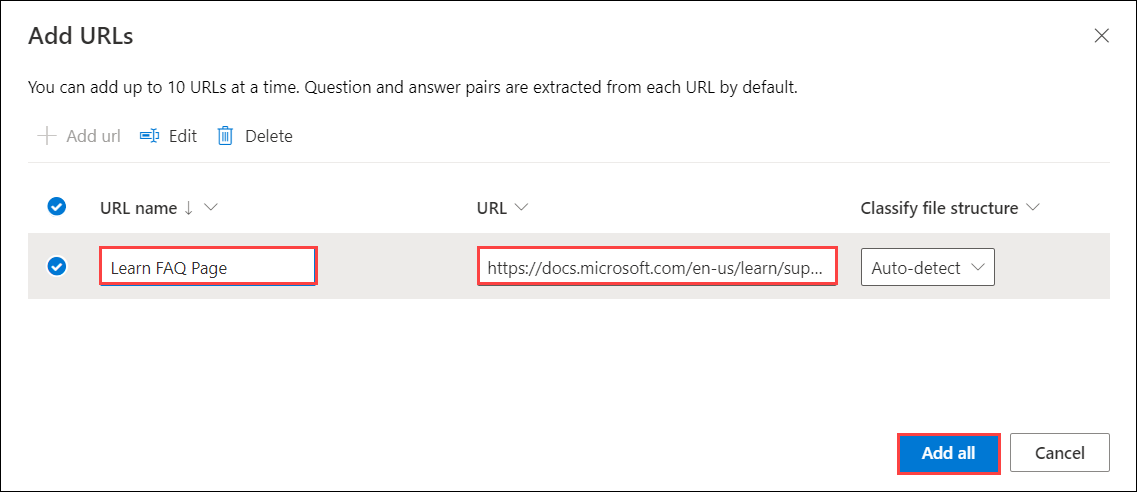 Add URLs
You can add up to 10 URLs at a time. Question and answer pairs are extracted from each URL by default.
Add url Edit Delete
URL name URL Classify file structure
Learn FAQ Page https://docs.microsoft.com/en-us/learn/sup... Auto-detect
Add all Cancel